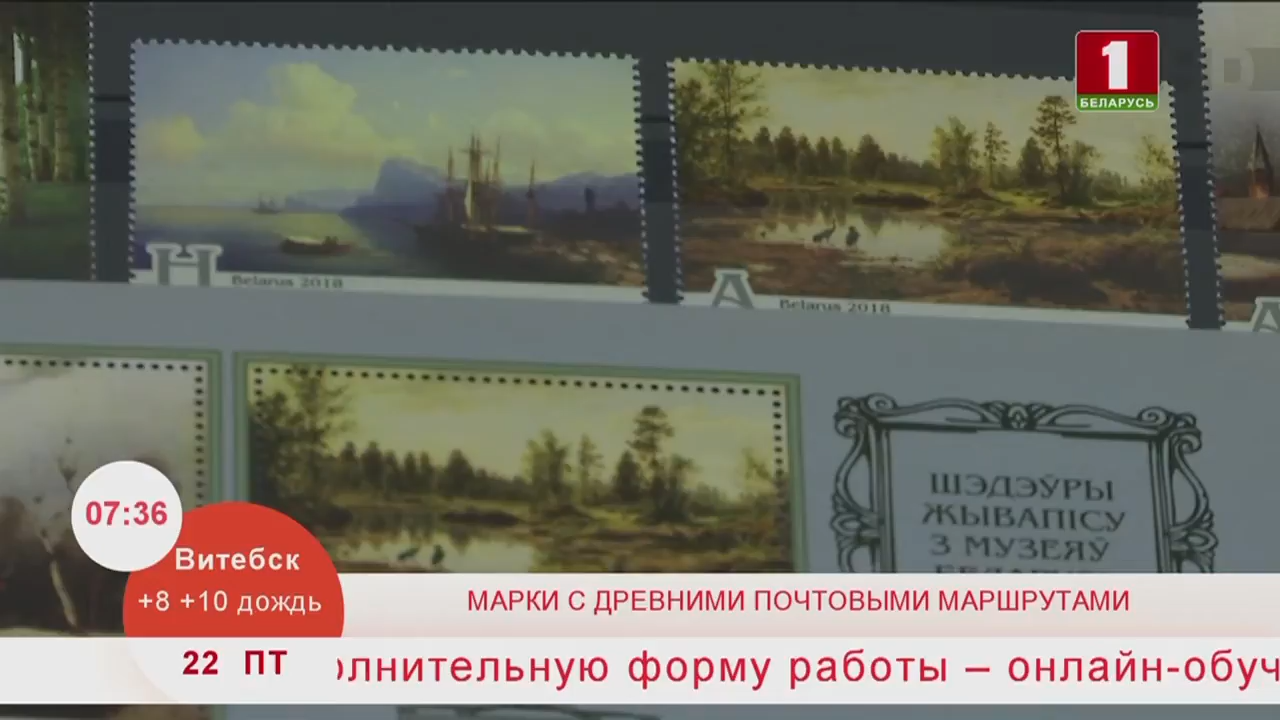 1
БЕЛАРУСЬ
Н
Belarus 2018
А
Belarus 2018
А
ШЭДЭЎРЫ
ЖЫВАПІСУ
З МУЗЕЯЎ
07:36
Витебск
+8 +10 дождь
МАРКИ С ДРЕВНИМИ ПОЧТОВЫМИ МАРШРУТАМИ
22 ПТ
олнительную форму работы – онлайн-обуч